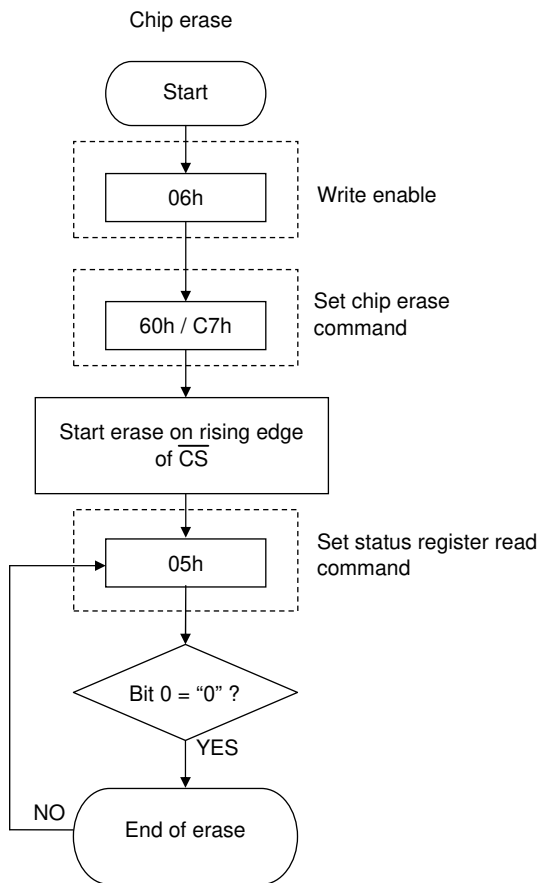 Chip erase
Start
06h
Write enable
60h / C7h
Set chip erase
command
Start erase on rising edge
of C̅S̅
05h
Set status register read
command
Bit 0 = “0” ?
YES
NO
End of erase